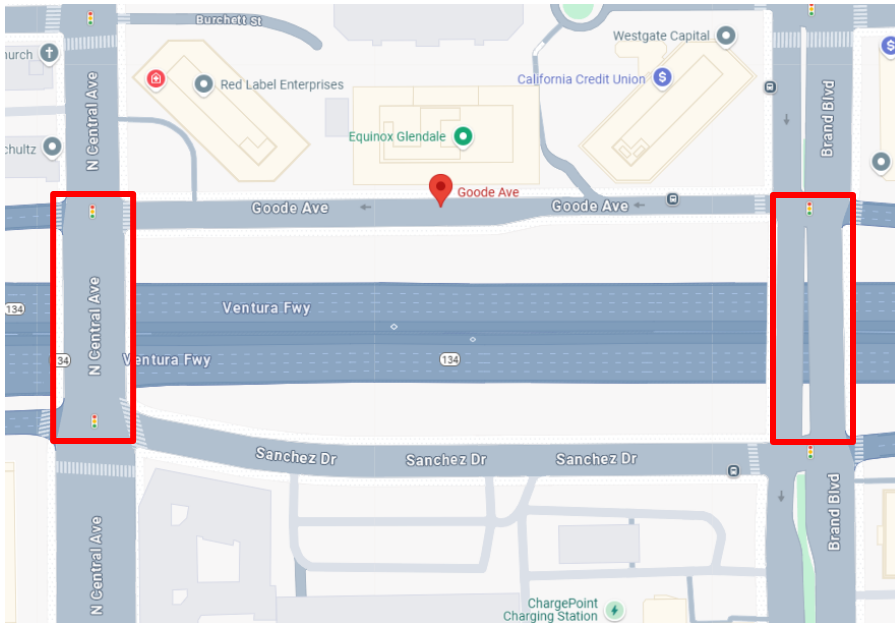 Burchett St
Westgate Capital
hurch
N Central Ave
Red Label Enterprises
California Credit Union
$
$
Equinox Glendale
Brand Blvd
chultz
Goode Ave
Goode Ave
Goode Ave
134
Ventura Fwy
N Central Ave
34
Ventura Fwy
134
Sanchez Dr
Sanchez Dr
Sanchez Dr
Brand Blvd
N Central Ave
ChargePoint
Charging Station